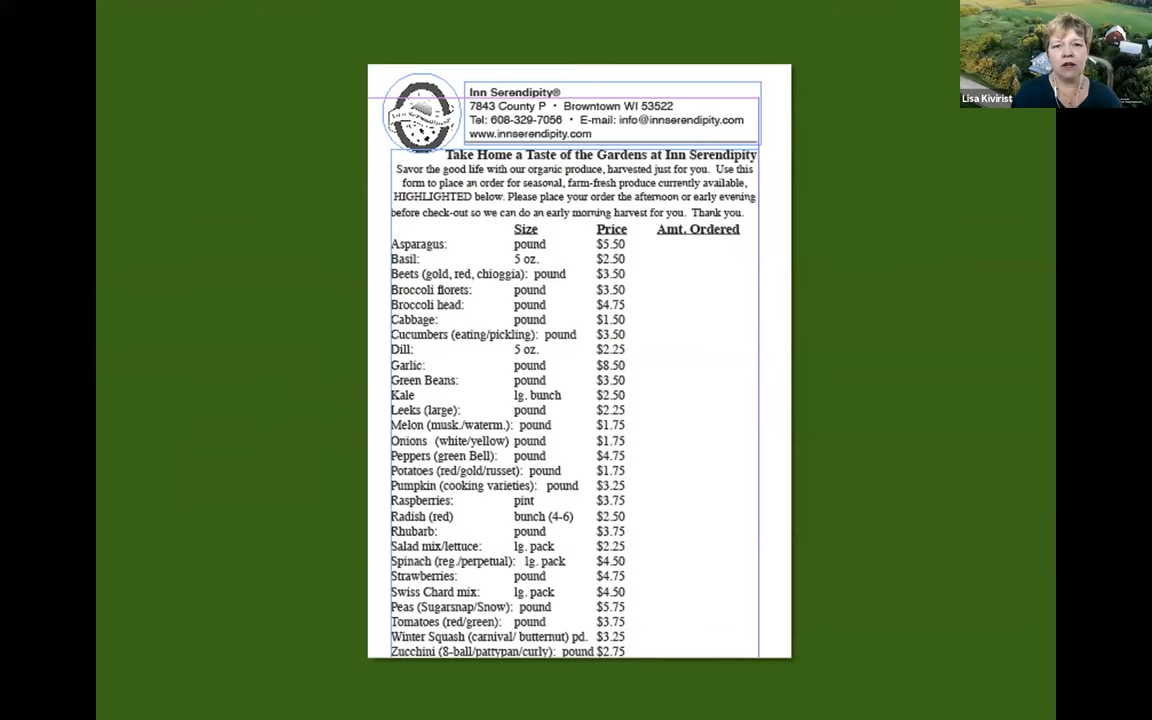 Inn Serendipity®
7843 County P • Browntown WI 53522
Tel: 608-329-7056 • E-mail: info@innserendipity.com
www.innserendipity.com
Inn Serendipity
Take Home a Taste of the Gardens at Inn Serendipity
Savor the good life with our organic produce, harvested just for you. Use this
form to place an order for seasonal, farm-fresh produce currently available,
HIGHLIGHTED below. Please place your order the afternoon or early evening
before check-out so we can do an early morning harvest for you. Thank you.
Size Price Amt. Ordered
Asparagus: pound $5.50
Basil: 5 oz. $2.50
Beets (gold, red, chioggia): pound $3.50
Broccoli florets: pound $3.50
Broccoli head: pound $4.75
Cabbage: pound $1.50
Cucumbers (eating/pickling): pound $3.50
Dill: 5 oz. $2.25
Garlic: pound $8.50
Green Beans: pound $3.50
Kale lg. bunch $2.50
Leeks (large): pound $2.25
Melon (musk./waterm.): pound $1.75
Onions (white/yellow) pound $1.75
Peppers (green Bell): pound $4.75
Potatoes (red/gold/russet): pound $1.75
Pumpkin (cooking varieties): pound $3.25
Raspberries: pint $3.75
Radish (red) bunch (4-6) $2.50
Rhubarb: pound $3.75
Salad mix/lettuce: lg. pack $2.25
Spinach (reg./perpetual): lg. pack $4.50
Strawberries: pound $4.75
Swiss Chard mix: lg. pack $4.50
Peas (Sugarsnap/Snow): pound $5.75
Tomatoes (red/green): pound $3.75
Winter Squash (carnival/ butternut) pd. $3.25
Zucchini (8-ball/pattypan/curly): pound $2.75
Lisa Kivirist